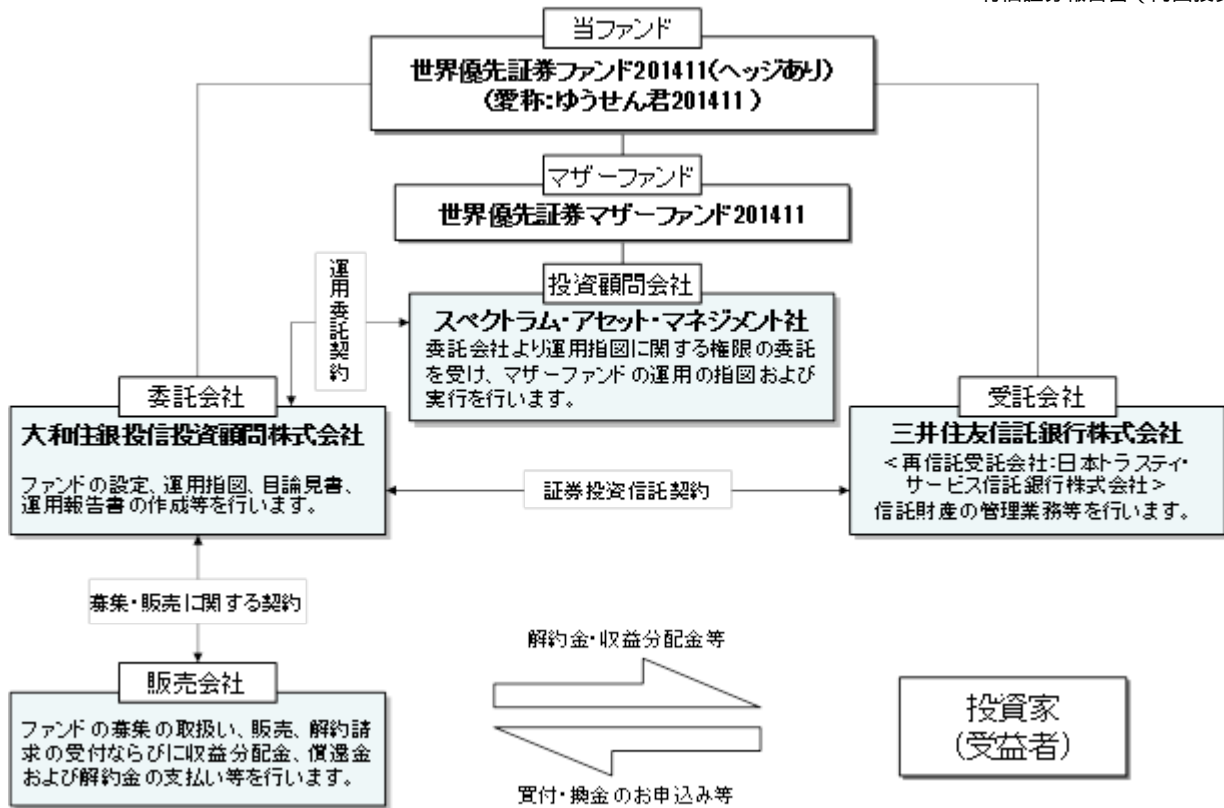 当ファンド
世界優先証券ファンド201411(ヘッジあり)
(愛称:ゆうせん君201411)
マザーファンド
世界優先証券マザーファンド201411
運用委託契約
投資顧問会社
スペクトラム・アセット・マネジメント社
委託会社より運用指図に関する権限の委託
を受け、マザーファンドの運用の指図および
実行を行います。
委託会社
大和住銀投信投資顧問株式会社
ファンドの設定、運用指図、目論見書、
運用報告書の作成等を行います。
証券投資信託契約
受託会社
三井住友信託銀行株式会社
<再信託受託会社:日本トラスティ・
サービス信託銀行株式会社>
信託財産の管理業務等を行います。
募集・販売に関する契約
販売会社
ファンドの募集の取扱い、販売、解約請
求の受付ならびに収益分配金、償還金
および解約金の支払い等を行います。
解約金・収益分配金等
買付・換金のお申込み等
投資家
(受益者)